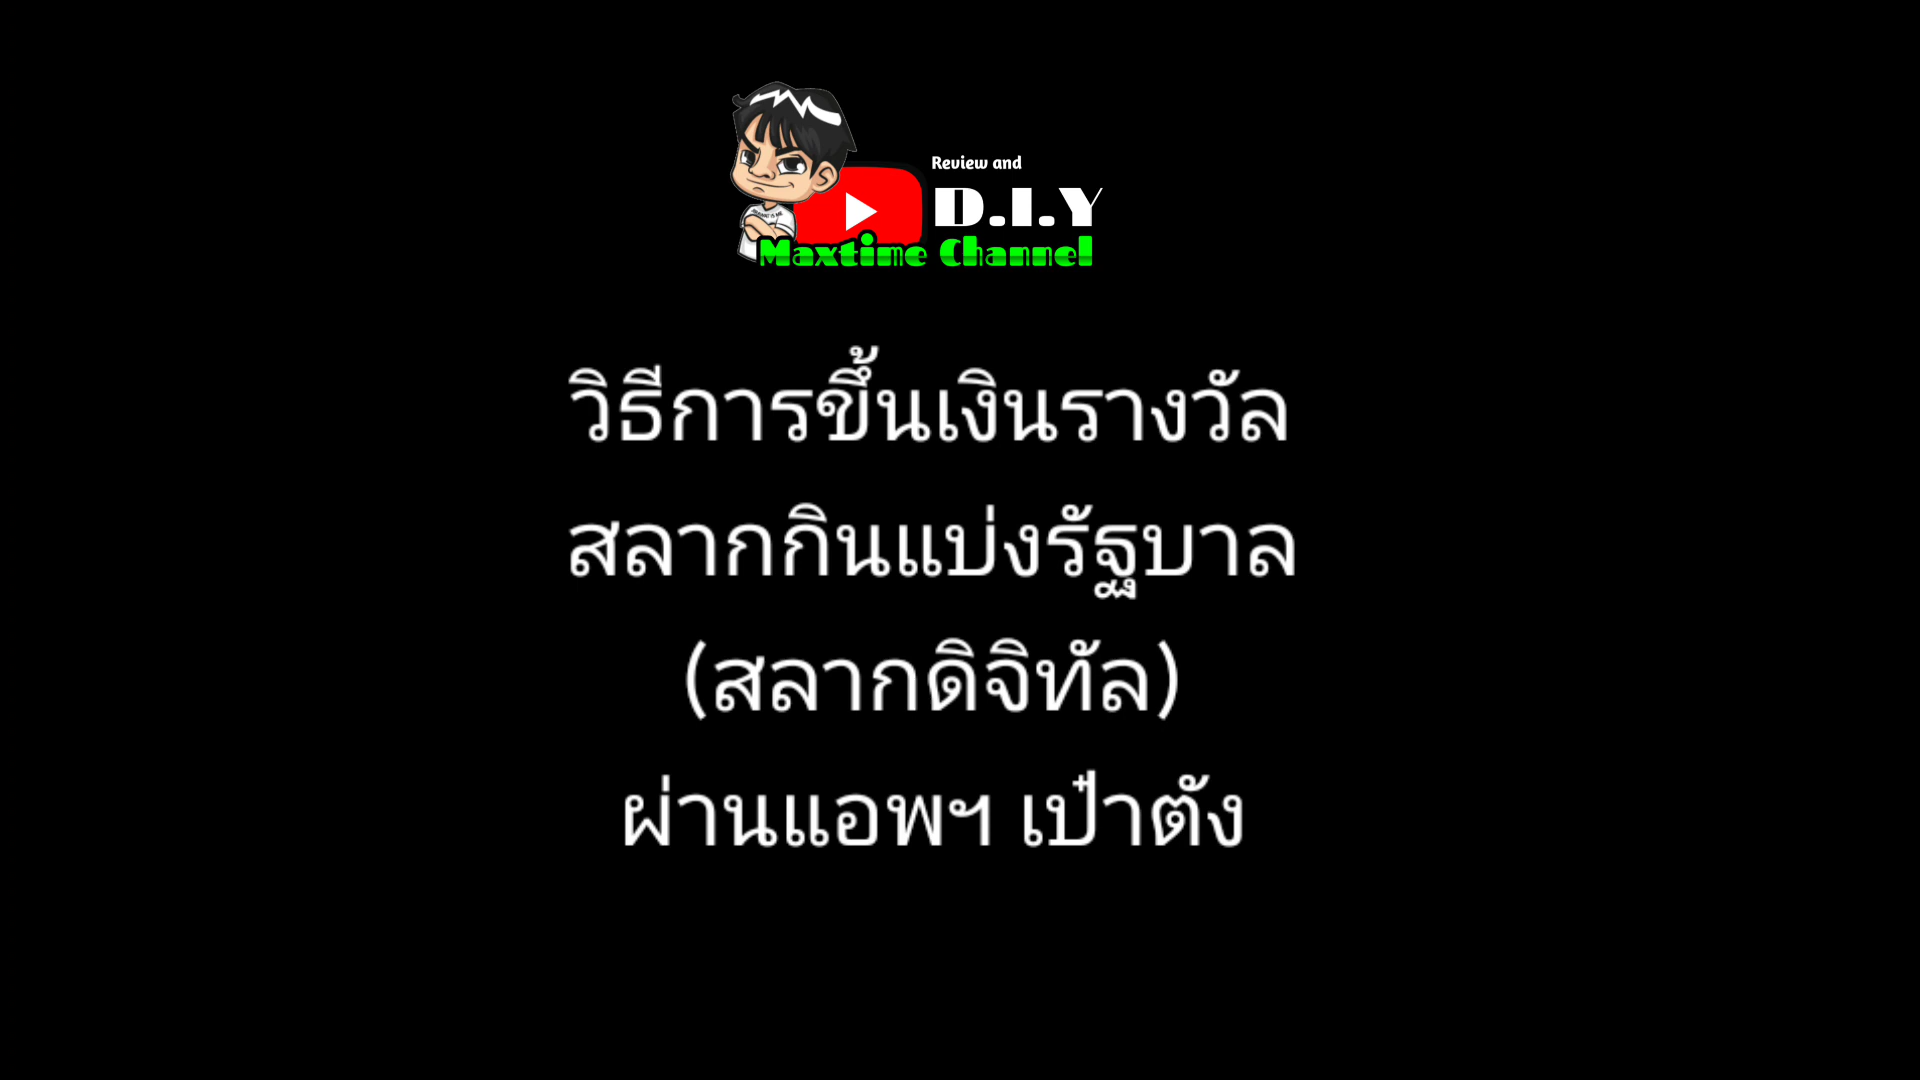 Review and
D.I.Y
Maxtime Channel
วิธีการขึ้นเงินรางวัล
สลากกินแบ่งรัฐบาล
(สลากดิจิทัล)
ผ่านแอพฯ เป๋าตัง